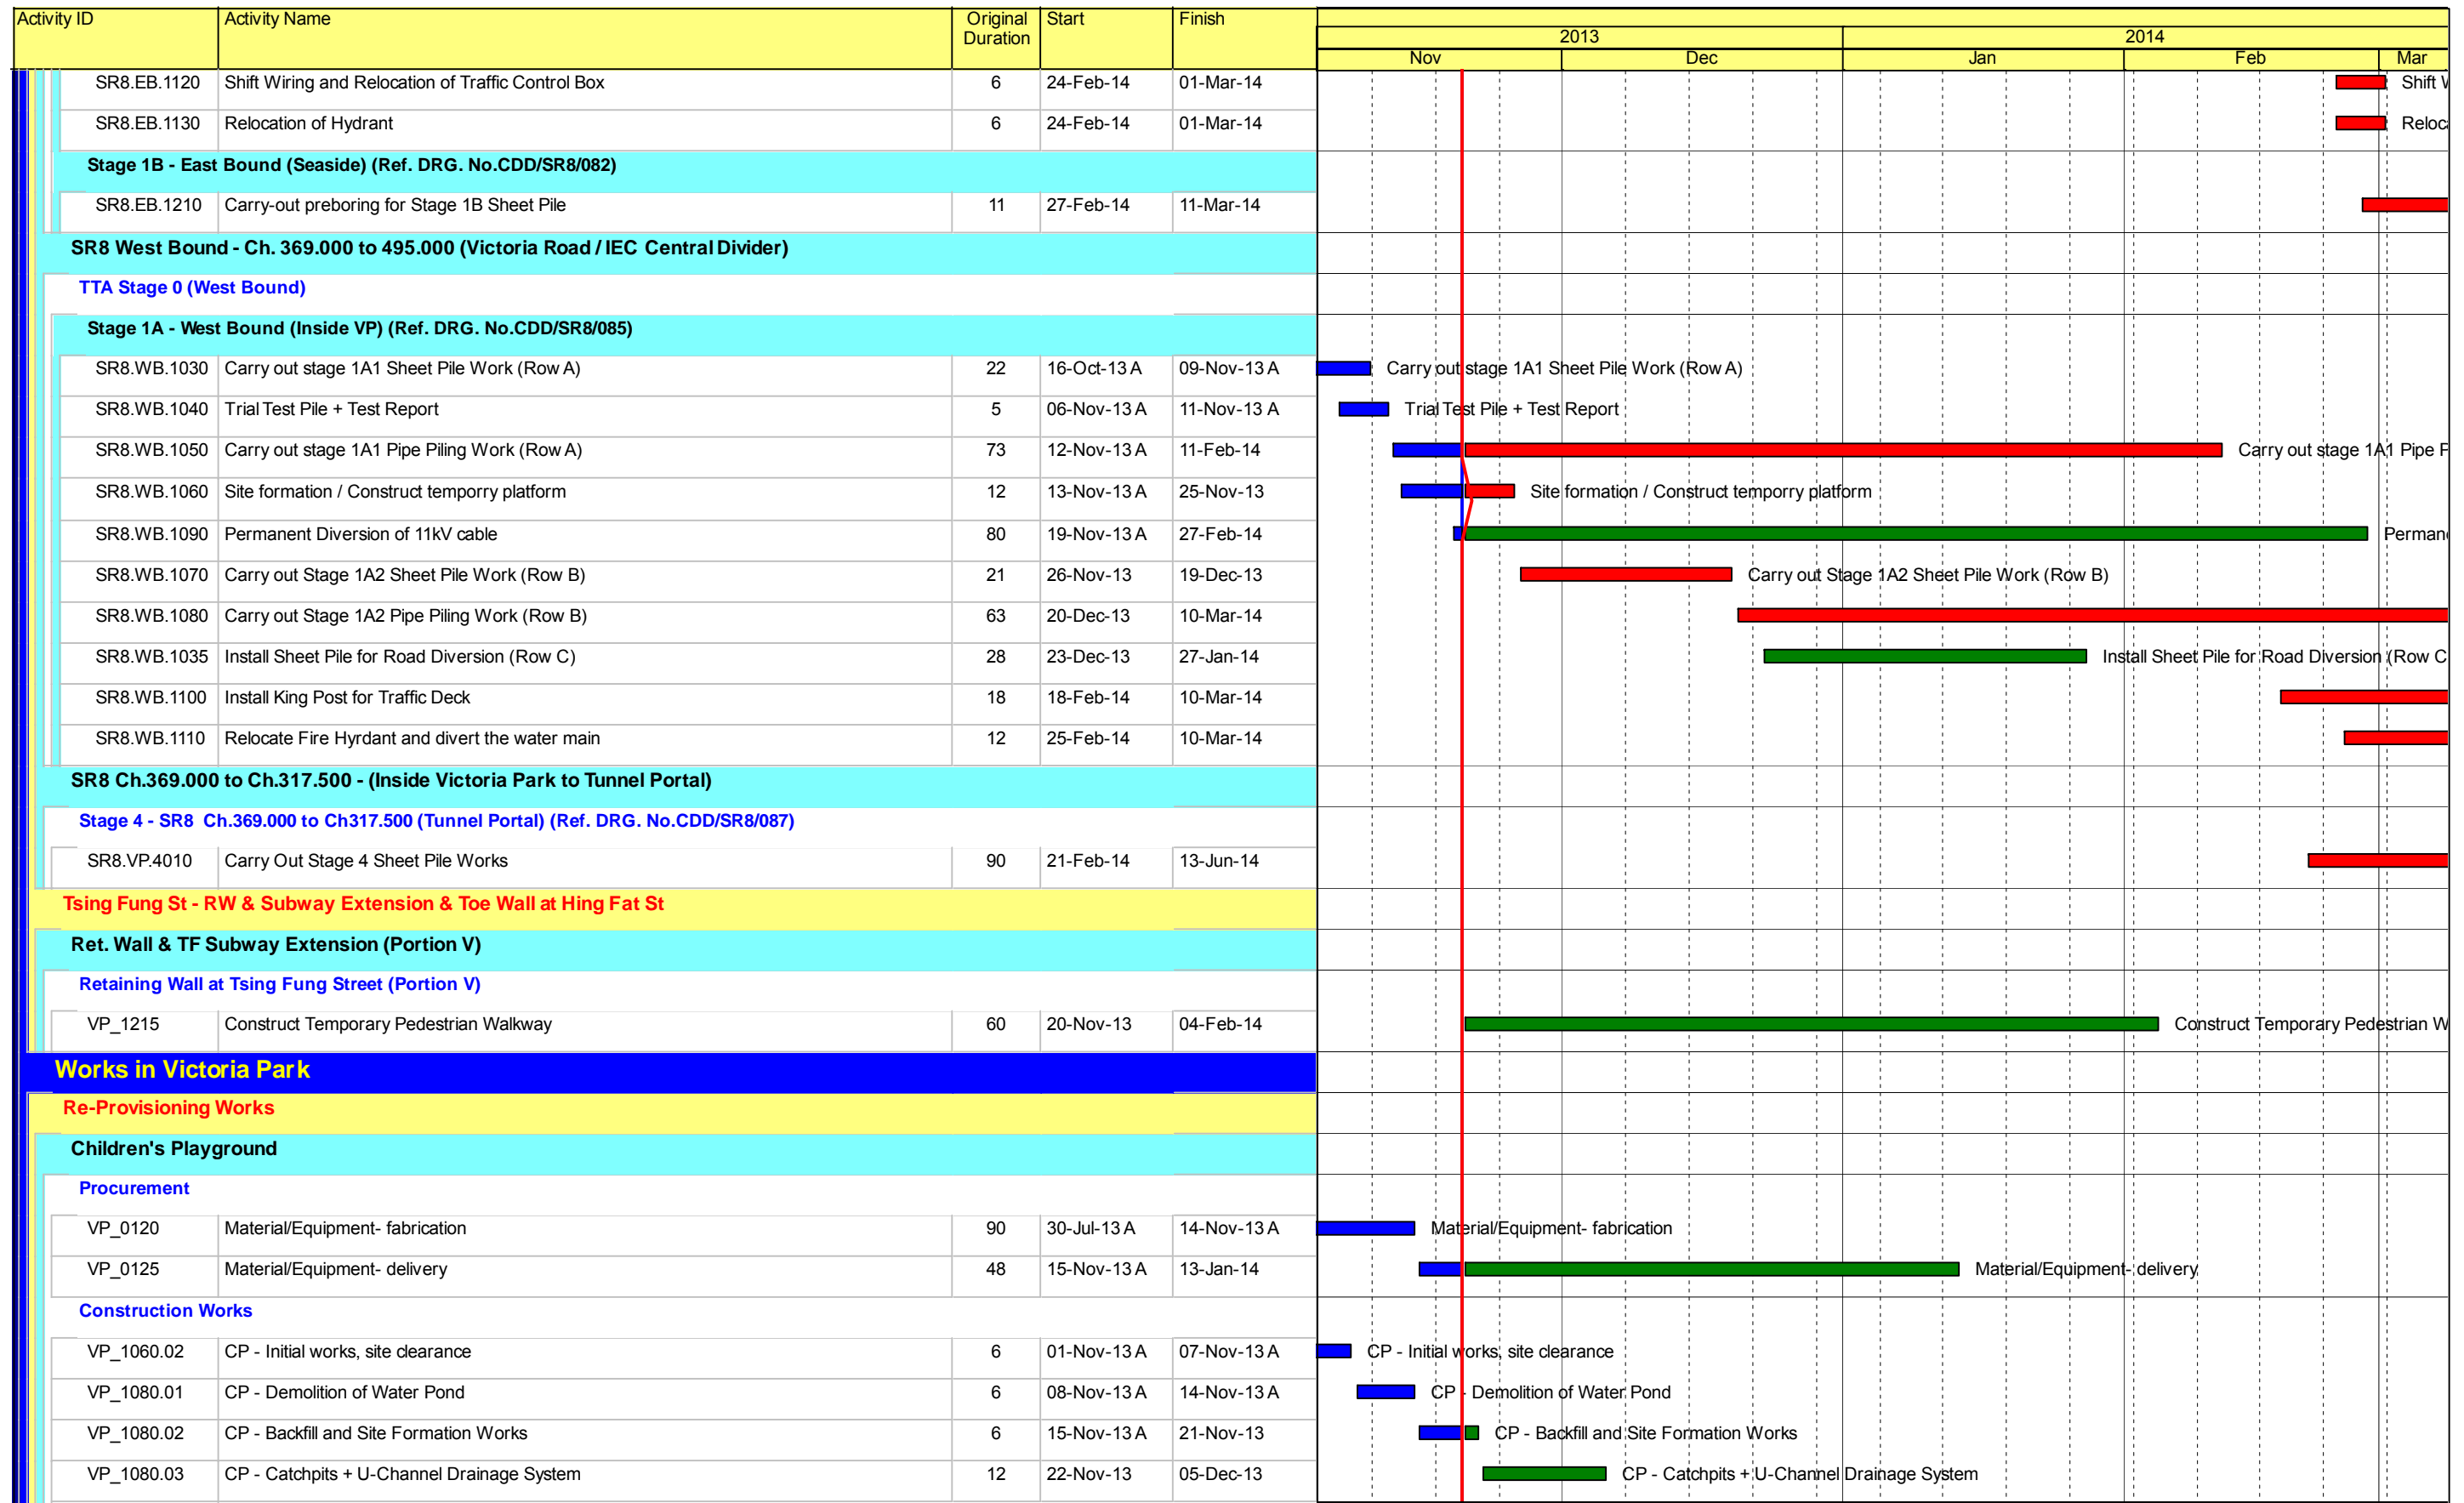 Activity ID Activity Name Original Duration Start Finish
2013 2014
Nov Dec Jan Feb Mar
SR8.EB.1120 Shift Wiring and Relocation of Traffic Control Box 6 24-Feb-14 01-Mar-14 Shift
SR8.EB.1130 Relocation of Hydrant 6 24-Feb-14 01-Mar-14 Reloc
Stage 1B - East Bound (Seaside) (Ref. DRG. No.CDD/SR8/082)
SR8.EB.1210 Carry-out preboring for Stage 1B Sheet Pile 11 27-Feb-14 11-Mar-14
SR8 West Bound - Ch. 369.000 to 495.000 (Victoria Road / IEC Central Divider)
TTA Stage 0 (West Bound)
Stage 1A - West Bound (Inside VP) (Ref. DRG. No.CDD/SR8/085)
SR8.WB.1030 Carry out stage 1A1 Sheet Pile Work (Row A) 22 16-Oct-13 A 09-Nov-13 A Carry out stage 1A1 Sheet Pile Work (Row A)
SR8.WB.1040 Trial Test Pile + Test Report 5 06-Nov-13 A 11-Nov-13 A Trial Test Pile + Test Report
SR8.WB.1050 Carry out stage 1A1 Pipe Piling Work (Row A) 73 12-Nov-13 A 11-Feb-14 Carry out stage 1A1 Pipe P
SR8.WB.1060 Site formation / Construct temporry platform 12 13-Nov-13 A 25-Nov-13 Site formation / Construct temporry platform
SR8.WB.1090 Permanent Diversion of 11kV cable 80 19-Nov-13 A 27-Feb-14 Perman
SR8.WB.1070 Carry out Stage 1A2 Sheet Pile Work (Row B) 21 26-Nov-13 19-Dec-13 Carry out Stage 1A2 Sheet Pile Work (Row B)
SR8.WB.1080 Carry out Stage 1A2 Pipe Piling Work (Row B) 63 20-Dec-13 10-Mar-14
SR8.WB.1035 Install Sheet Pile for Road Diversion (Row C) 28 23-Dec-13 27-Jan-14 Install Sheet Pile for Road Diversion (Row C
SR8.WB.1100 Install King Post for Traffic Deck 18 18-Feb-14 10-Mar-14
SR8.WB.1110 Relocate Fire Hyrdant and divert the water main 12 25-Feb-14 10-Mar-14
SR8 Ch.369.000 to Ch.317.500 - (Inside Victoria Park to Tunnel Portal)
Stage 4 - SR8 Ch.369.000 to Ch317.500 (Tunnel Portal) (Ref. DRG. No.CDD/SR8/087)
SR8.VP.4010 Carry Out Stage 4 Sheet Pile Works 90 21-Feb-14 13-Jun-14
Tsing Fung St - RW & Subway Extension & Toe Wall at Hing Fat St
Ret. Wall & TF Subway Extension (Portion V)
Retaining Wall at Tsing Fung Street (Portion V)
VP_1215 Construct Temporary Pedestrian Walkway 60 20-Nov-13 04-Feb-14 Construct Temporary Pedestrian W
Works in Victoria Park
Re-Provisioning Works
Children's Playground
Procurement
VP_0120 Material/Equipment- fabrication 90 30-Jul-13 A 14-Nov-13 A Material/Equipment- fabrication
VP_0125 Material/Equipment- delivery 48 15-Nov-13 A 13-Jan-14 Material/Equipment- delivery
Construction Works
VP_1060.02 CP - Initial works, site clearance 6 01-Nov-13 A 07-Nov-13 A CP - Initial works, site clearance
VP_1080.01 CP - Demolition of Water Pond 6 08-Nov-13 A 14-Nov-13 A CP - Demolition of Water Pond
VP_1080.02 CP - Backfill and Site Formation Works 6 15-Nov-13 A 21-Nov-13 CP - Backfill and Site Formation Works
VP_1080.03 CP - Catchpits + U-Channel Drainage System 12 22-Nov-13 05-Dec-13 CP - Catchpits + U-Channel Drainage System